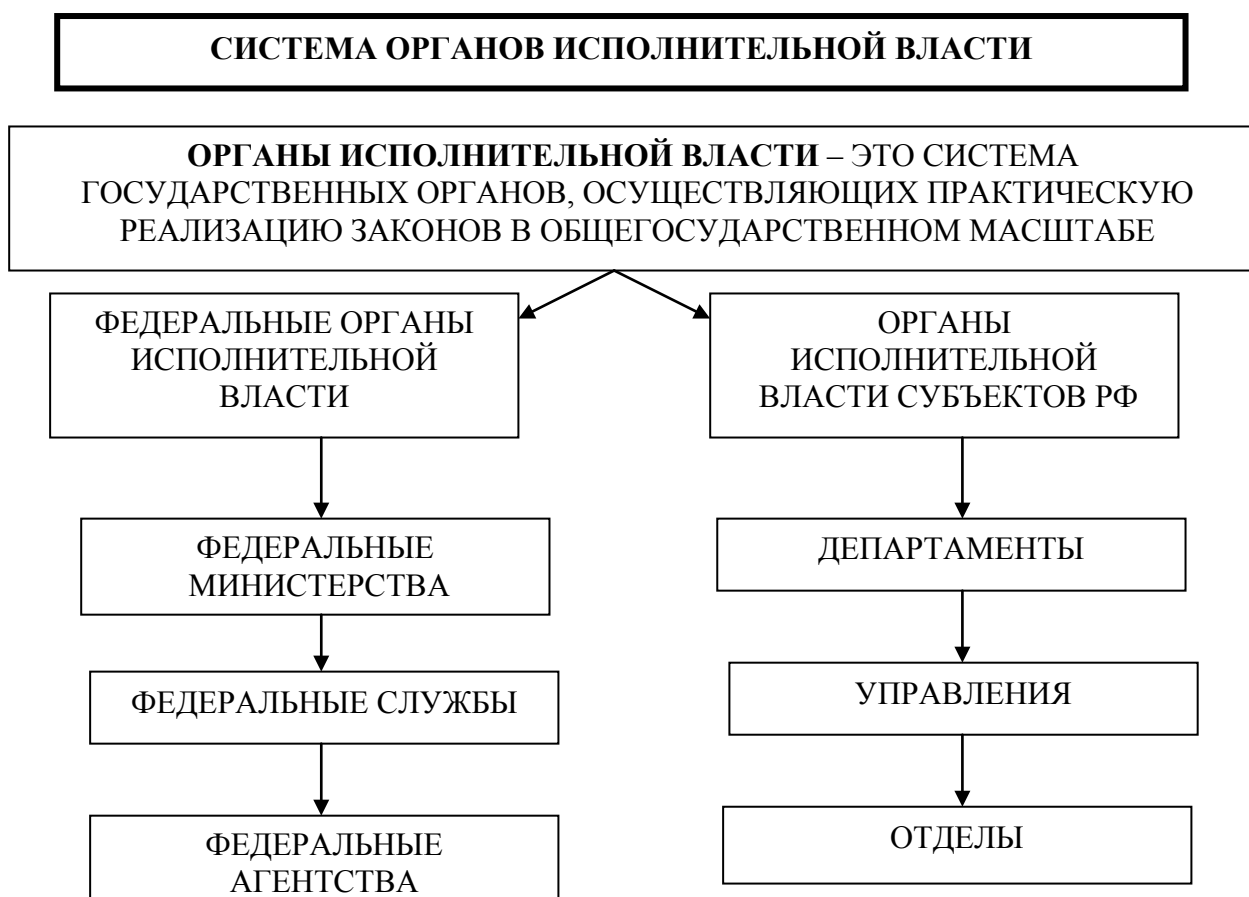 СИСТЕМА ОРГАНОВ ИСПОЛНИТЕЛЬНОЙ ВЛАСТИ
ОРГАНЫ ИСПОЛНИТЕЛЬНОЙ ВЛАСТИ – ЭТО СИСТЕМА
ГОСУДАРСТВЕННЫХ ОРГАНОВ, ОСУЩЕСТВЛЯЮЩИХ ПРАКТИЧЕСКУЮ
РЕАЛИЗАЦИЮ ЗАКОНОВ В ОБЩЕГОСУДАРСТВЕННОМ МАСШТАБЕ
ФЕДЕРАЛЬНЫЕ ОРГАНЫ
ИСПОЛНИТЕЛЬНОЙ
ВЛАСТИ
ОРГАНЫ
ИСПОЛНИТЕЛЬНОЙ
ВЛАСТИ СУБЪЕКТОВ РФ
ФЕДЕРАЛЬНЫЕ
МИНИСТЕРСТВА
ДЕПАРТАМЕНТЫ
ФЕДЕРАЛЬНЫЕ СЛУЖБЫ
УПРАВЛЕНИЯ
ФЕДЕРАЛЬНЫЕ
АГЕНТСТВА
ОТДЕЛЫ